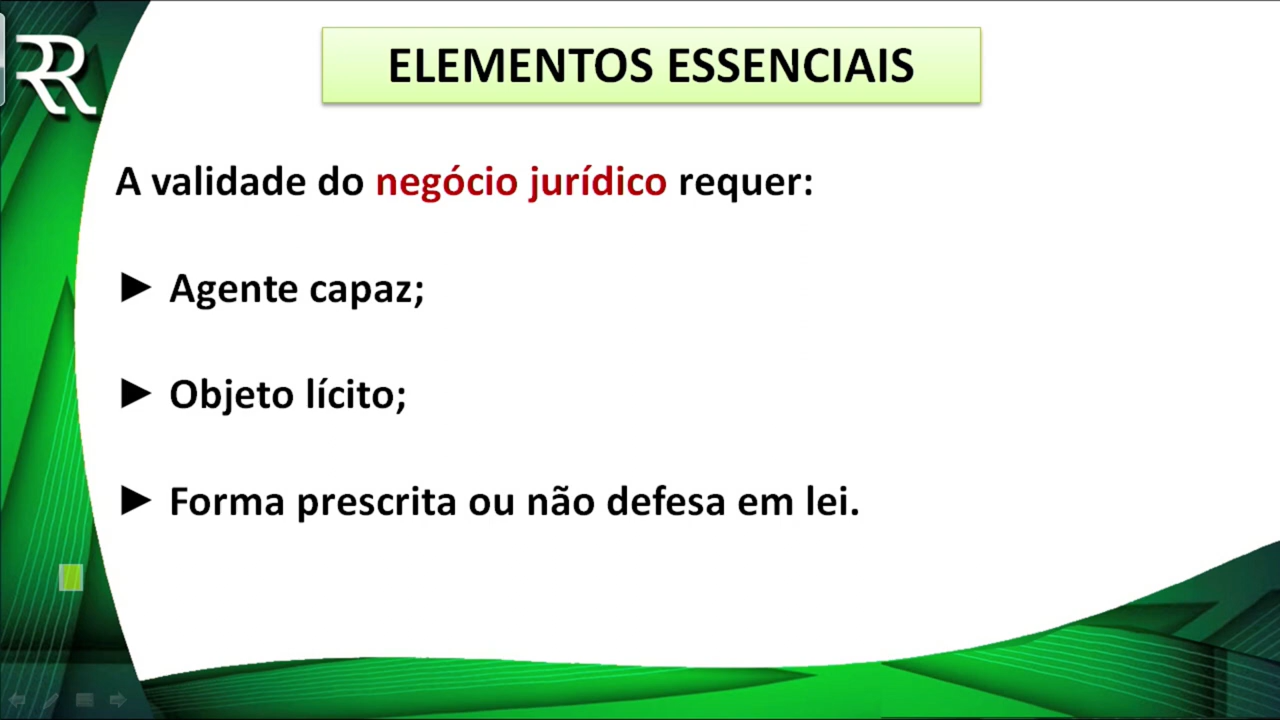 ELEMENTOS ESSENCIAIS
A validade do negócio jurídico requer:
► Agente capaz;
► Objeto lícito;
► Forma prescrita ou não defesa em lei.